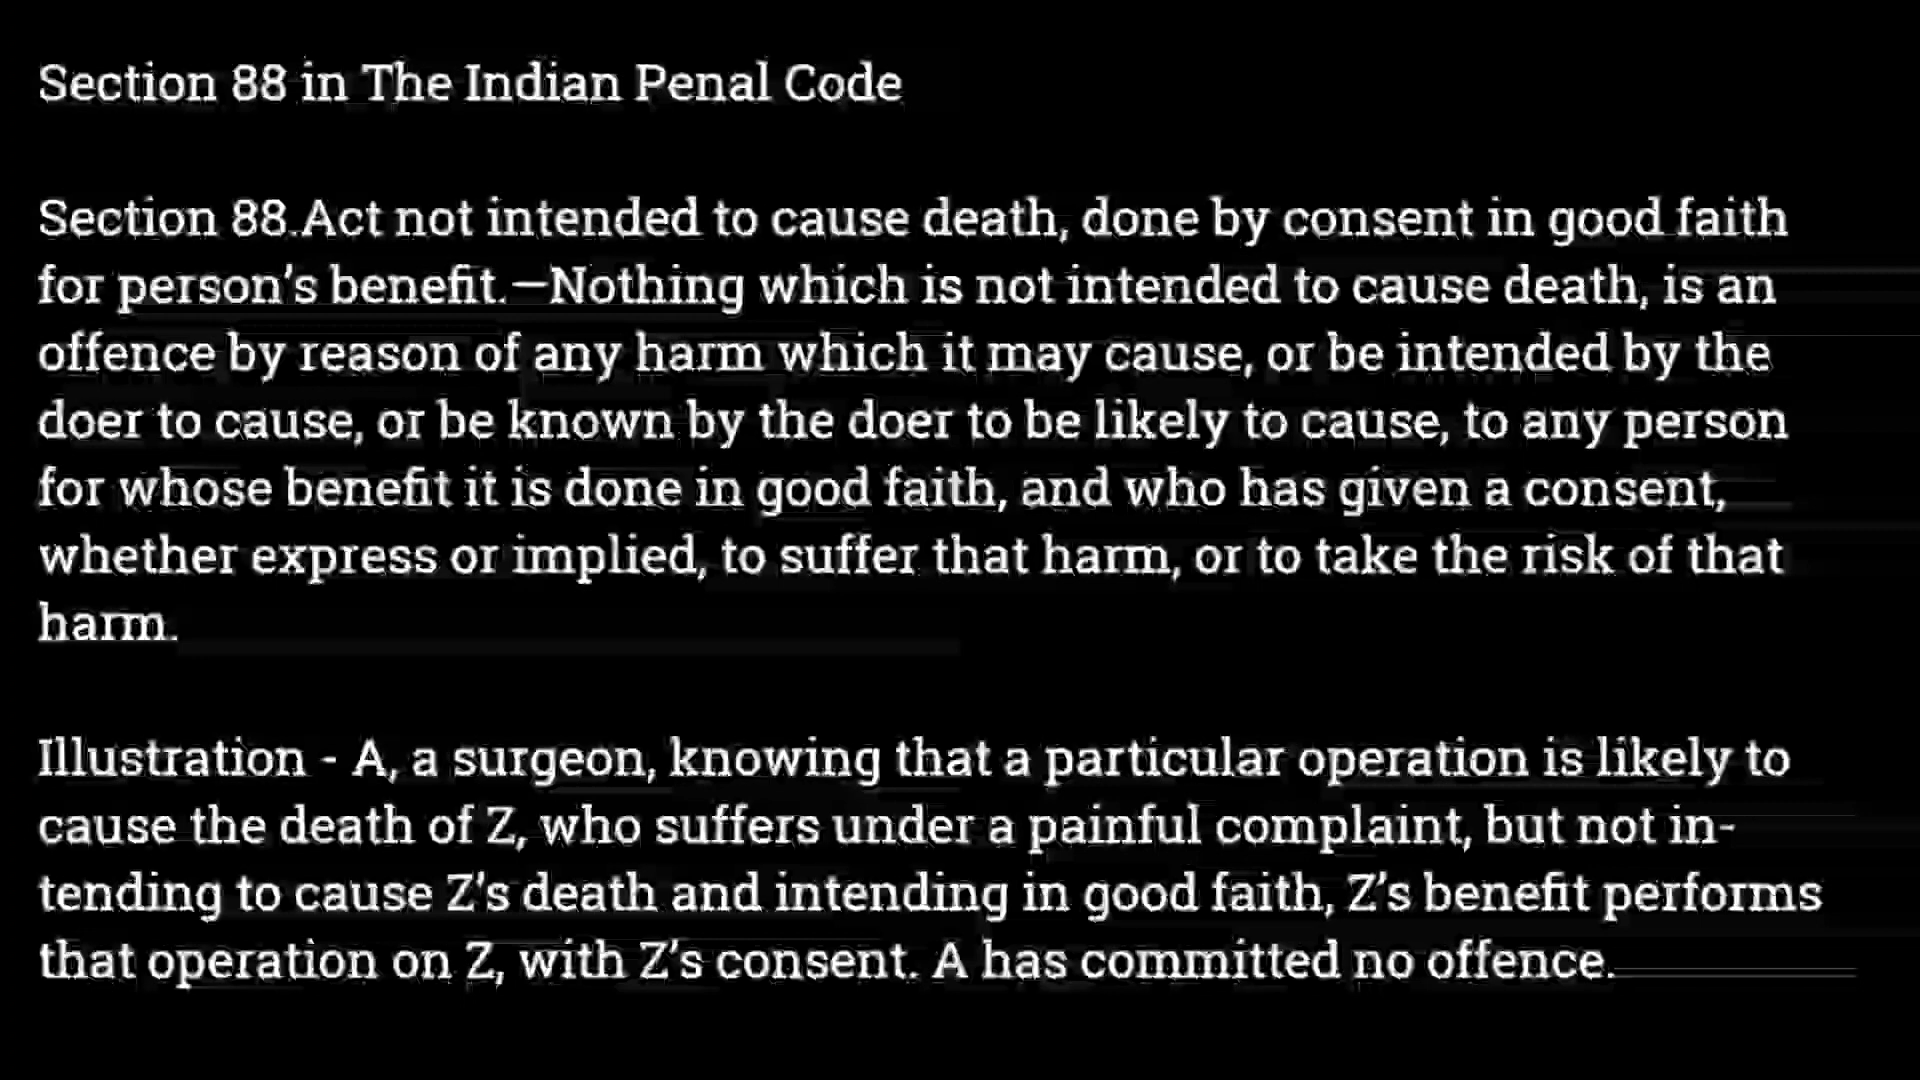 Section 88 in The Indian Penal Code
Section 88.Act not intended to cause death, done by consent in good faith
for person’s benefit.—Nothing which is not intended to cause death, is an
offence by reason of any harm which it may cause, or be intended by the
doer to cause, or be known by the doer to be likely to cause, to any person
for whose benefit it is done in good faith, and who has given a consent,
whether express or implied, to suffer that harm, or to take the risk of that
harm.
Illustration - A, a surgeon, knowing that a particular operation is likely to
cause the death of Z, who suffers under a painful complaint, but not in-
tending to cause Z’s death and intending in good faith, Z’s benefit performs
that operation on Z, with Z’s consent. A has committed no offence.